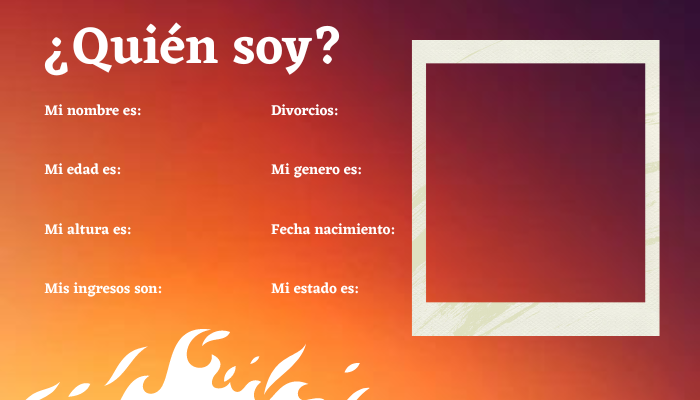 ¿Quién soy?
Mi nombre es:
Divorcios:
Mi edad es:
Mi genero es:
Mi altura es:
Fecha nacimiento:
Mis ingresos son:
Mi estado es: